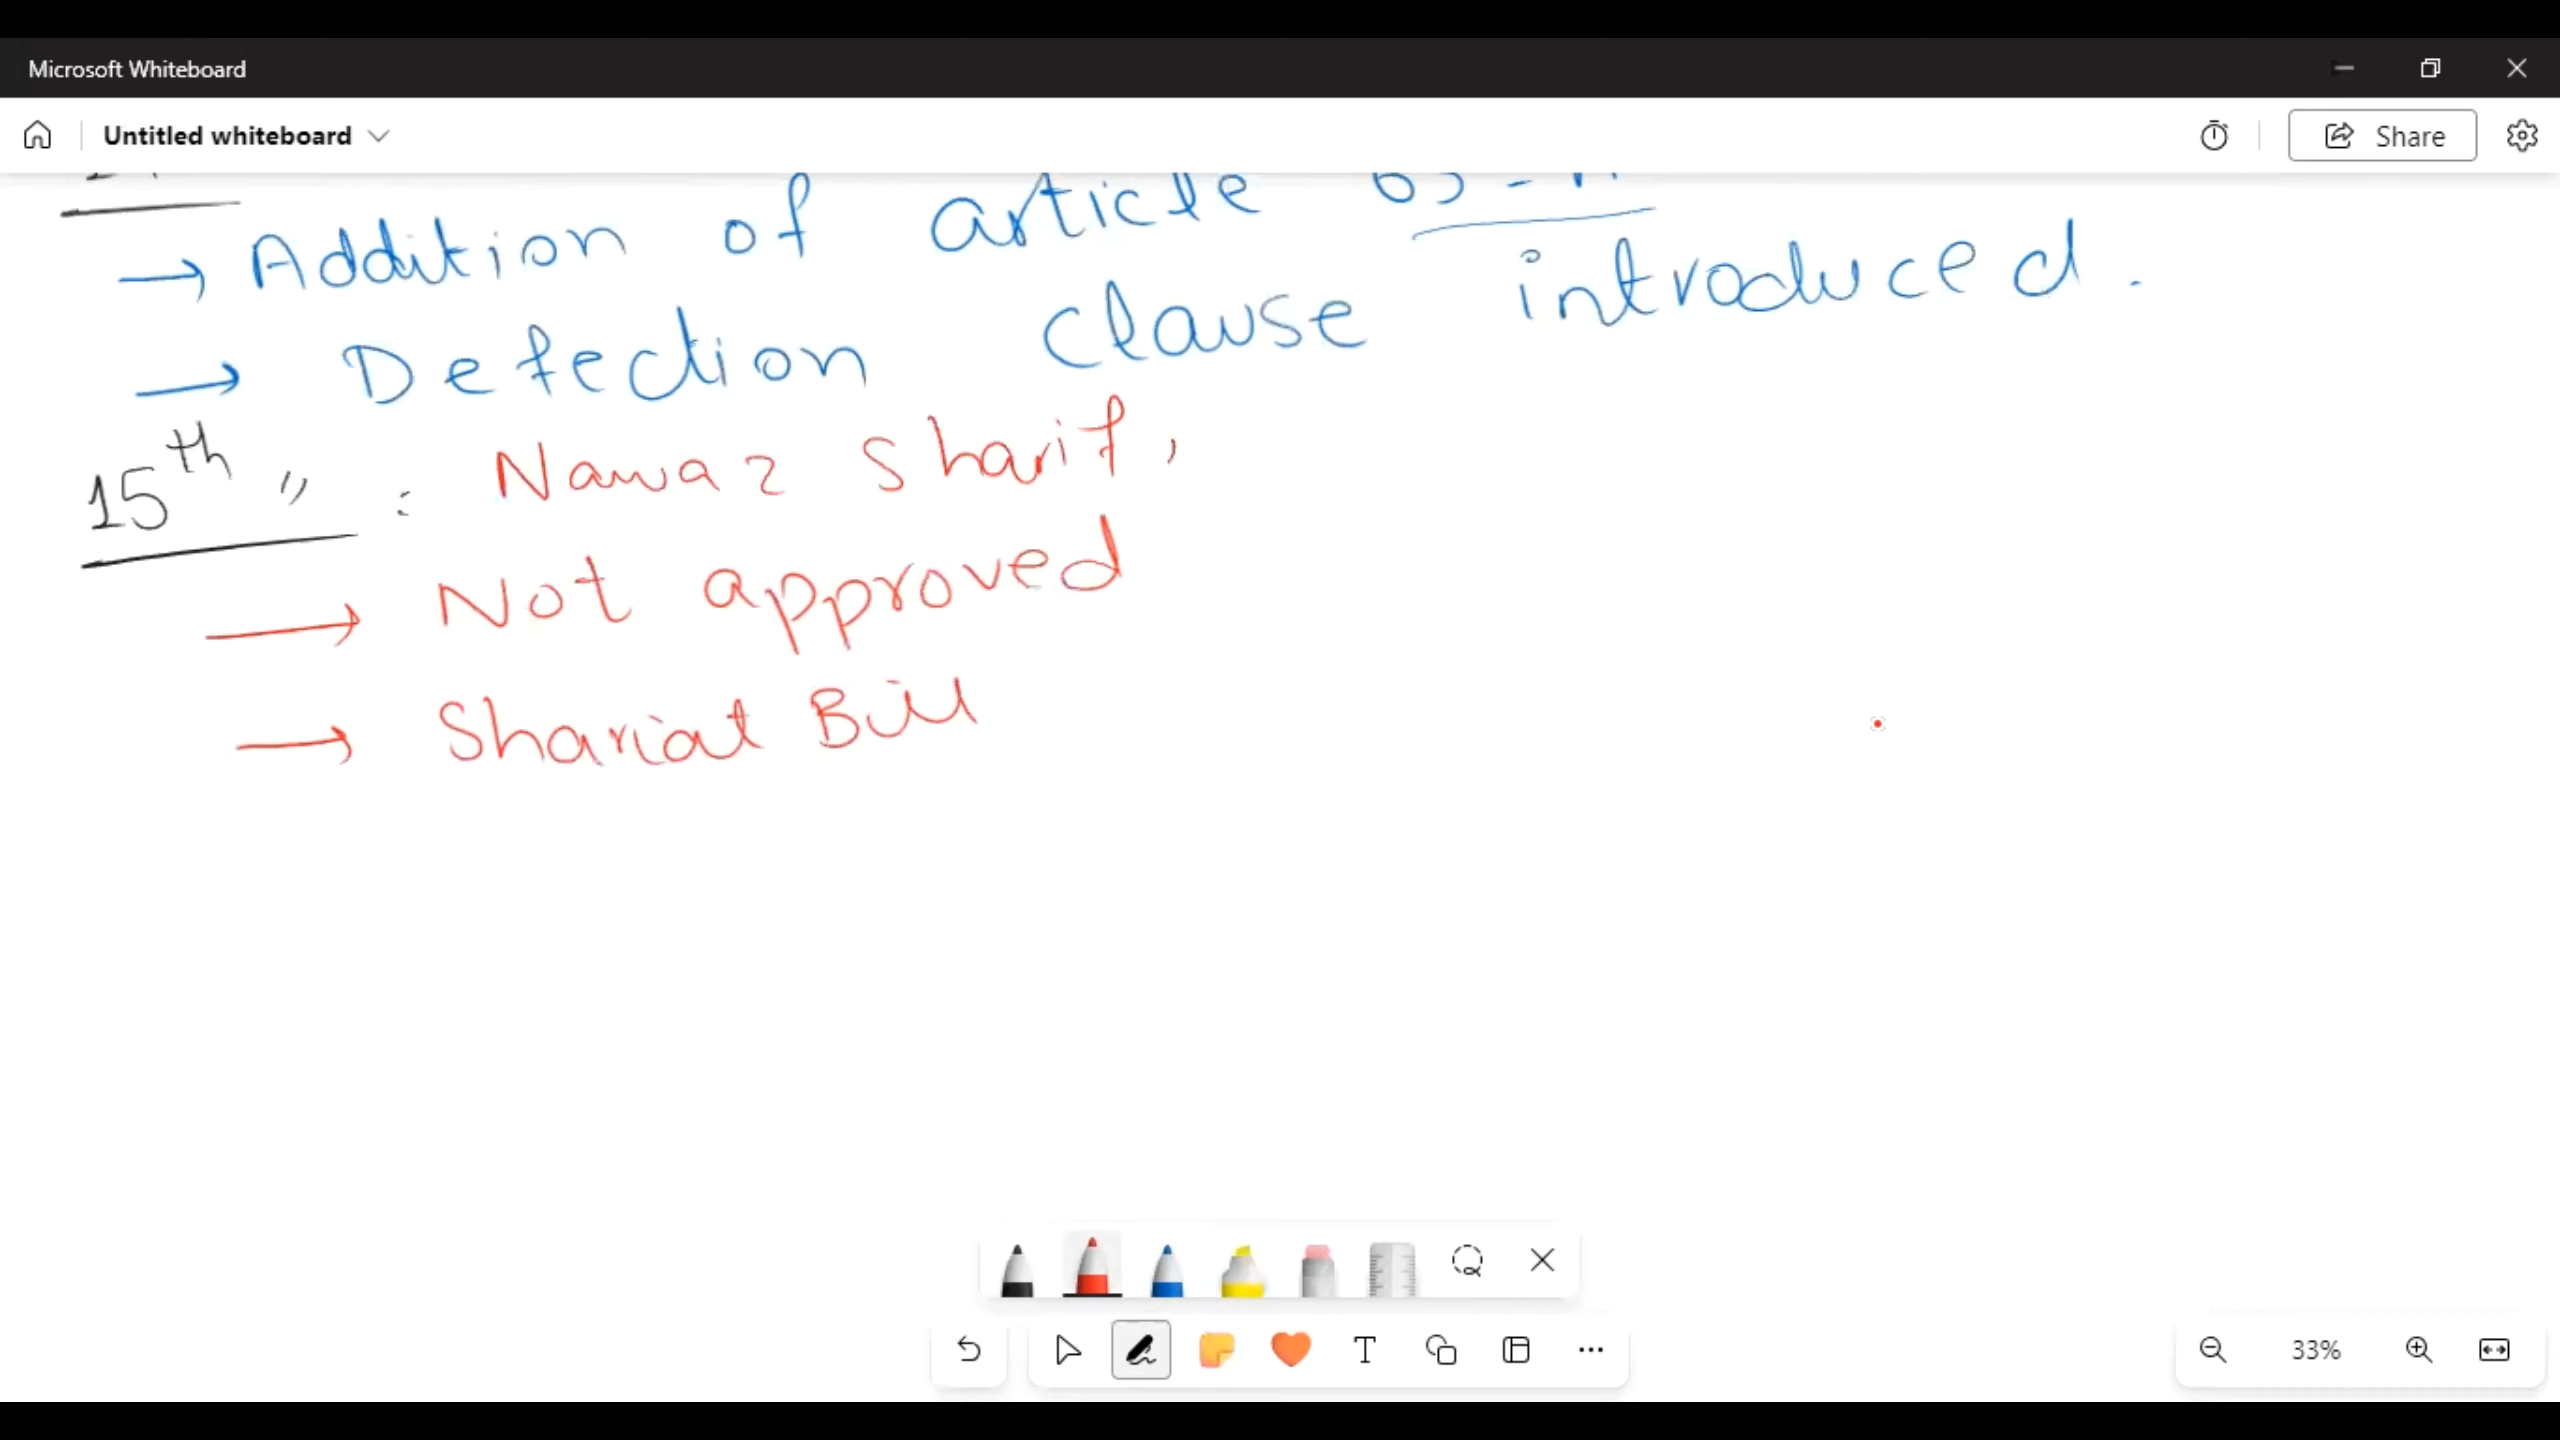 Microsoft Whiteboard
Untitled whiteboard
Share
→ Addition of article
→ Defection clause introduced.
15th " : Nawaz Sharif,
→ Not approved
→ Shariat Bill
33%